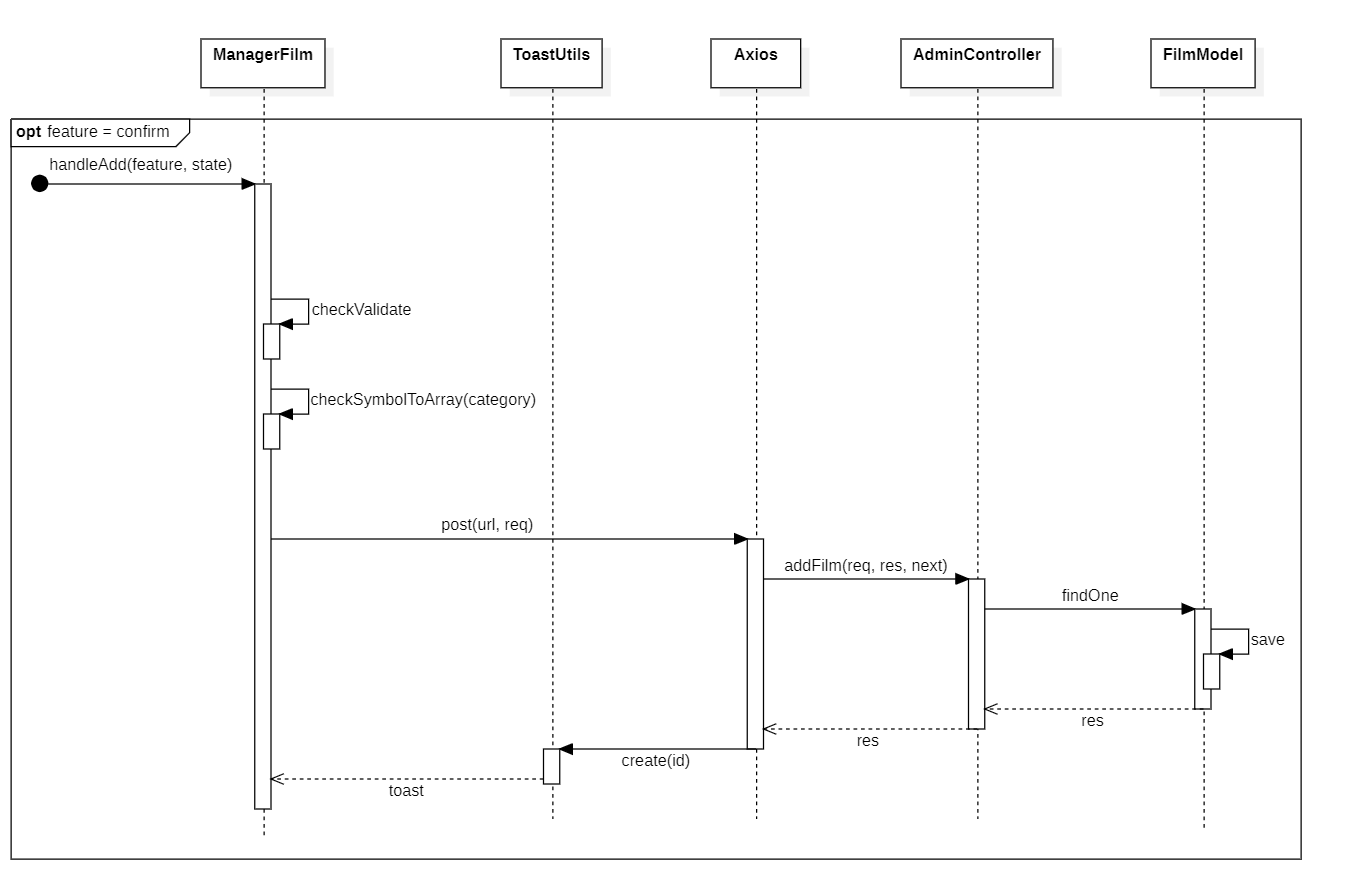 ManagerFilm
ToastUtils
Axios
AdminController
FilmModel
opt feature = confirm
handleAdd(feature, state)
checkValidate
checkSymbolToArray(category)
post(url, req)
addFilm(req, res, next)
findOne
save
res
res
create(id)
toast